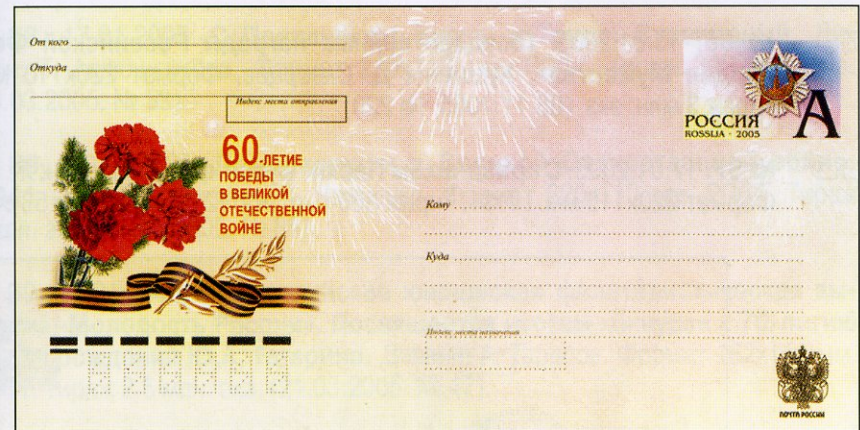 От кого
Откуда
Индекс места отправления
60-ЛЕТИЕ
ПОБЕДЫ
В ВЕЛИКОЙ
ОТЕЧЕСТВЕННОЙ
ВОЙНЕ
РОССИЯ А
ROSSIJA · 2005
Кому
Куда
Индекс места назначения
ПОЧТА РОССИИ